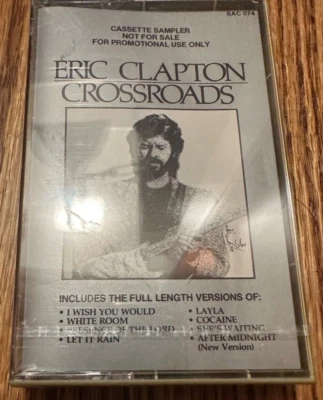 SAC 074
CASSETTE SAMPLER
NOT FOR SALE
FOR PROMOTIONAL USE ONLY
ERIC CLAPTON
CROSSROADS
INCLUDES THE FULL LENGTH VERSIONS OF:
• I WISH YOU WOULD
• WHITE ROOM
• PRESENCE OF THE LORD
• LET IT RAIN
• LAYLA
• COCAINE
• SHE'S WAITING
• AFTER MIDNIGHT
(New Version)